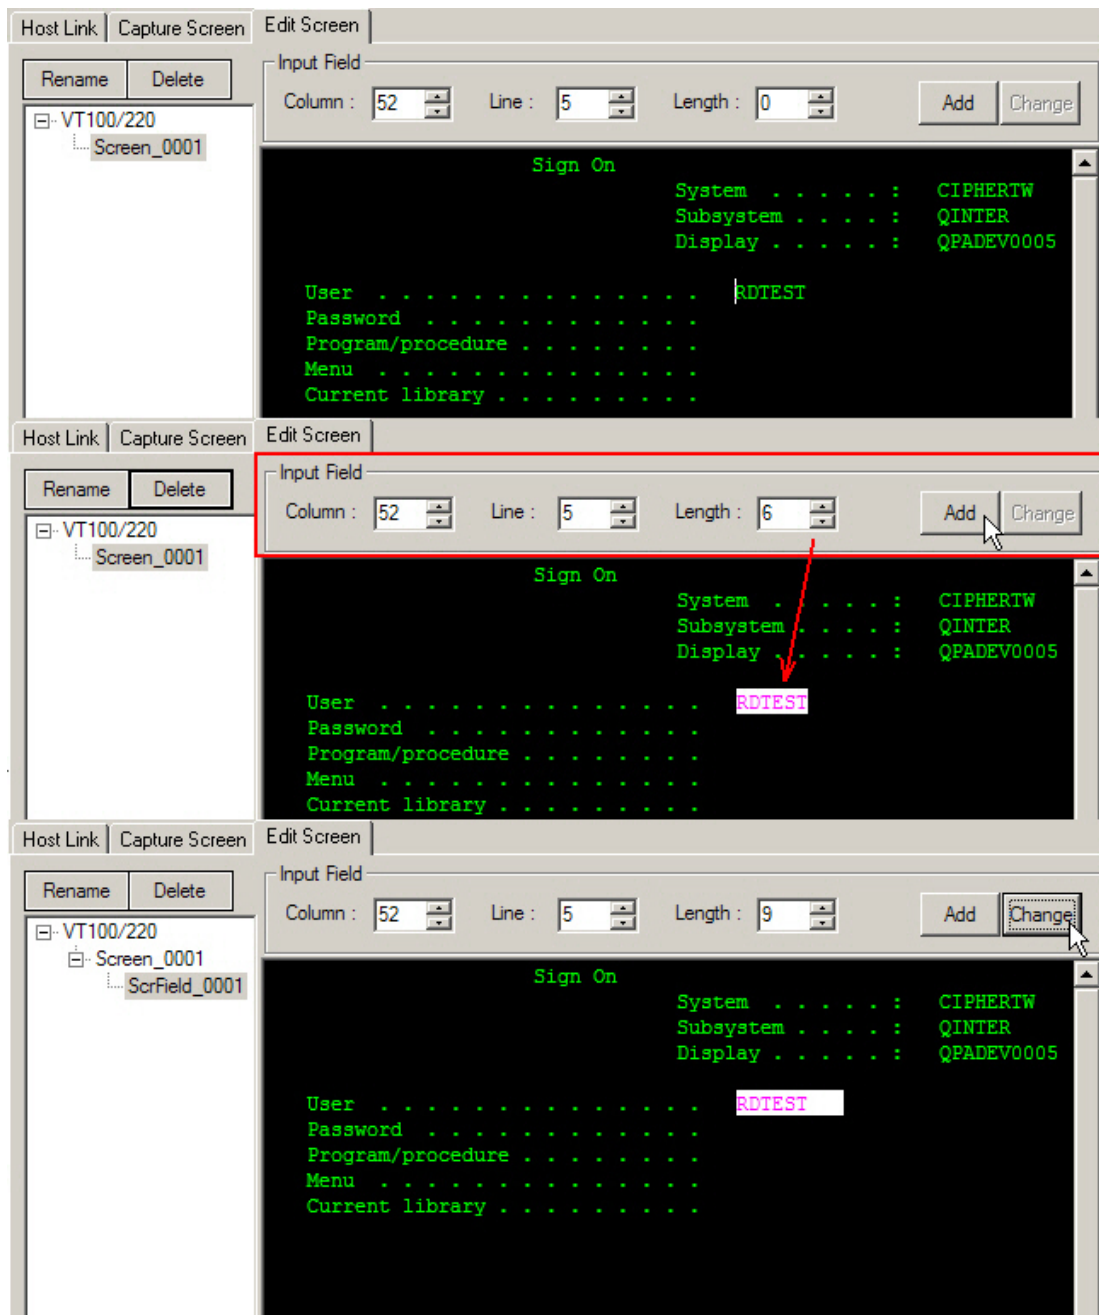 Host Link Capture Screen Edit Screen
Rename Delete
Input Field
Column : 52 Line : 5 Length : 0 Add Change
VT100/220
Screen_0001
Sign On
System . . . . . : CIPHERTW
Subsystem . . . . : QINTER
Display . . . . . : QPADEV0005
User . . . . . . . . . . . . . . RDTEST
Password . . . . . . . . . . . .
Program/procedure . . . . . . . .
Menu . . . . . . . . . . . . . .
Current library . . . . . . . . .
Host Link Capture Screen Edit Screen
Rename Delete
Input Field
Column : 52 Line : 5 Length : 6 Add Change
VT100/220
Screen_0001
Sign On
System . . . . . : CIPHERTW
Subsystem . . . . : QINTER
Display . . . . . : QPADEV0005
User . . . . . . . . . . . . . . RDTEST
Password . . . . . . . . . . . .
Program/procedure . . . . . . . .
Menu . . . . . . . . . . . . . .
Current library . . . . . . . . .
Host Link Capture Screen Edit Screen
Rename Delete
Input Field
Column : 52 Line : 5 Length : 9 Add Change
VT100/220
Screen_0001
ScrField_0001
Sign On
System . . . . . : CIPHERTW
Subsystem . . . . : QINTER
Display . . . . . : QPADEV0005
User . . . . . . . . . . . . . . RDTEST
Password . . . . . . . . . . . .
Program/procedure . . . . . . . .
Menu . . . . . . . . . . . . . .
Current library . . . . . . . . .